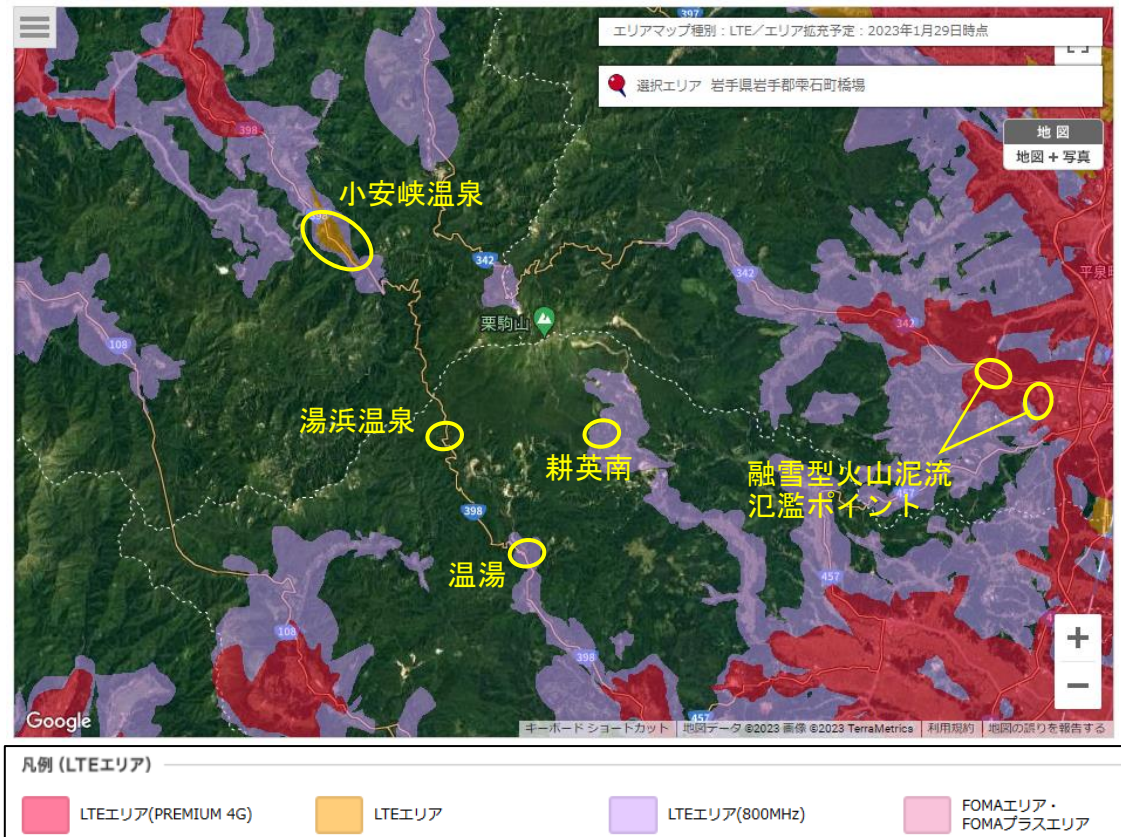 397
エリアマップ種別：LTE／エリア拡充予定：2023年1月29日時点
選択エリア 岩手県岩手郡雫石町橋場
地図
地図 + 写真
398
小安峡温泉
398
342
342
平泉町
栗駒山
342
108
湯浜温泉
耕英南
融雪型火山泥流
氾濫ポイント
457
398
温湯
457
108
398
457
+
−
Google
キーボード ショートカット
地図データ ©2023 画像 ©2023 TerraMetrics
利用規約
地図の誤りを報告する
凡例 (LTEエリア)
LTEエリア(PREMIUM 4G)
LTEエリア
LTEエリア(800MHz)
FOMAエリア・
FOMAプラスエリア